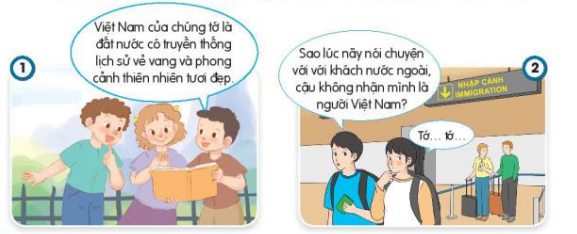 1
Việt Nam của chúng tớ là
đất nước có truyền thống
lịch sử vẻ vang và phong
cảnh thiên nhiên tươi đẹp.
2
Sao lúc nãy nói chuyện
với với khách nước ngoài,
cậu không nhận mình là
người Việt Nam?
NHẬP CẢNH
IMMIGRATION
Tớ... tớ...